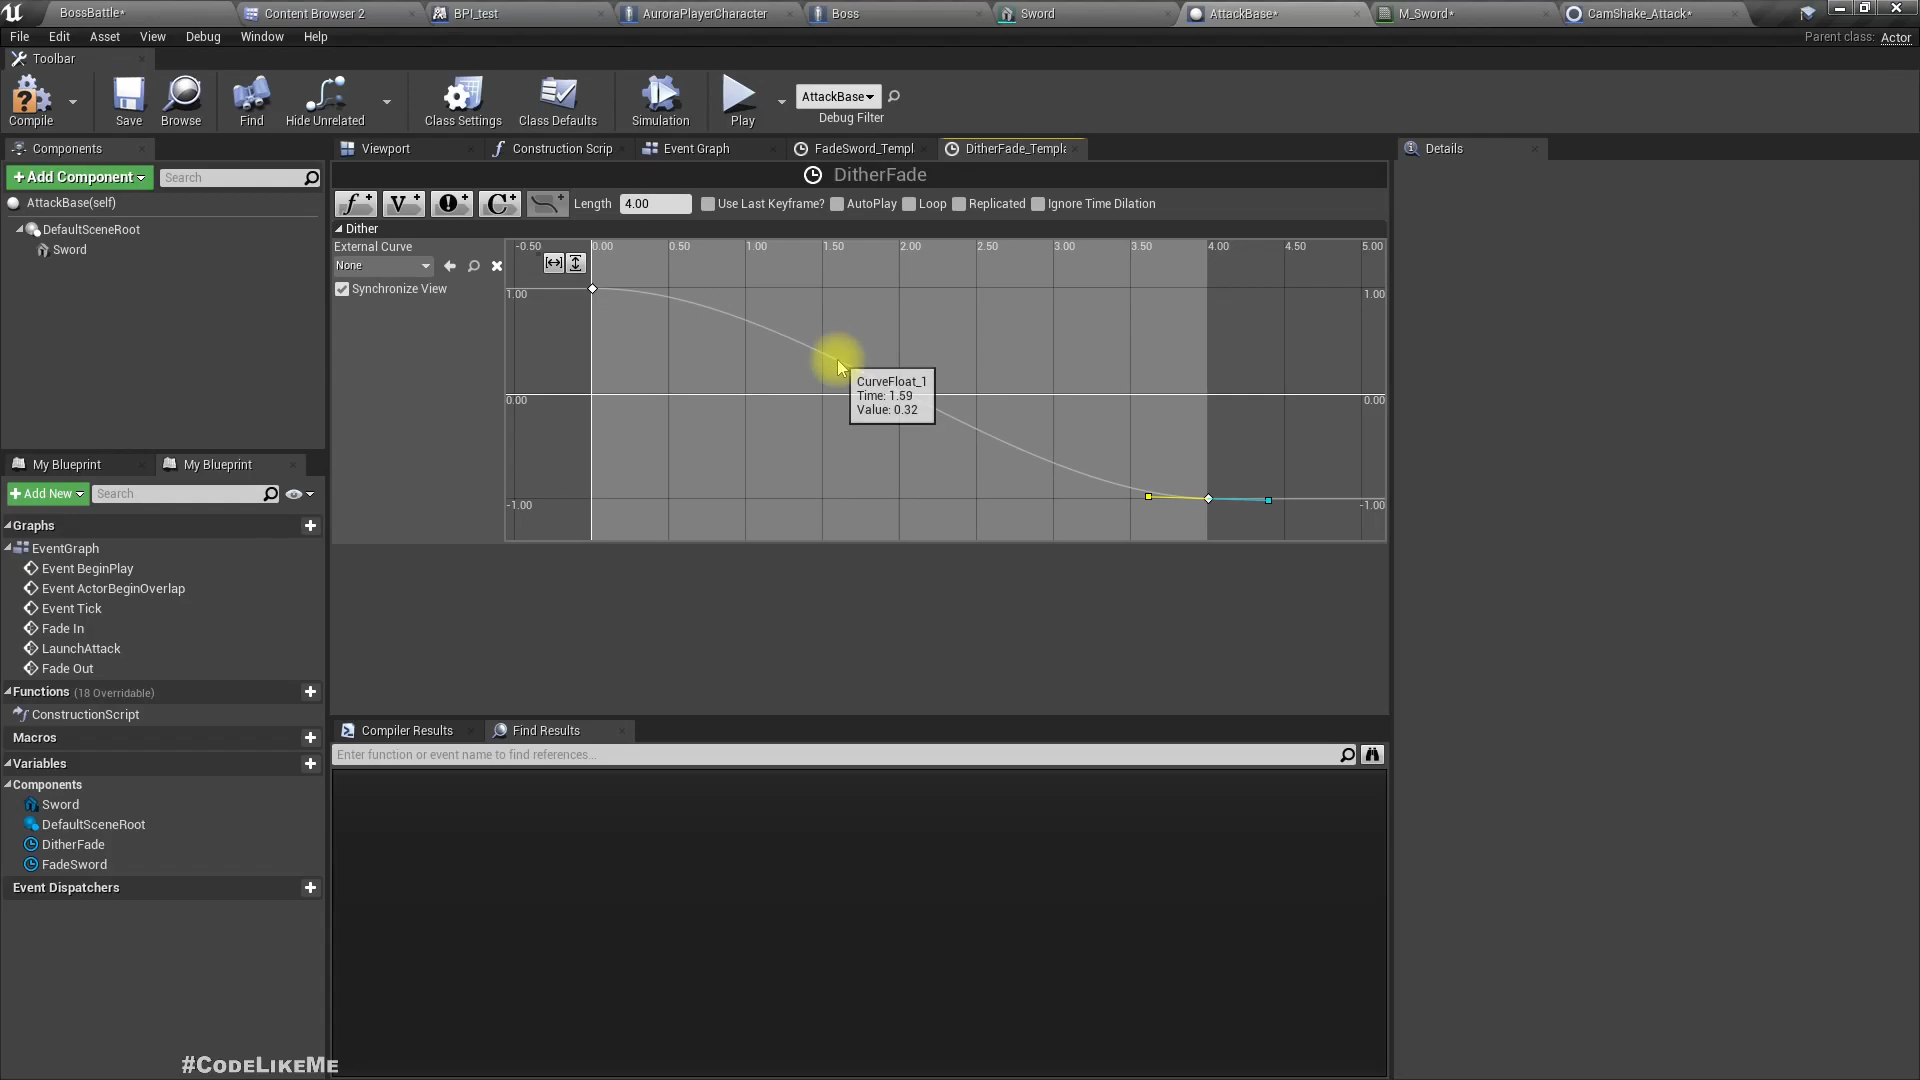 BossBattle*
Content Browser 2
BPI_test
AuroraPlayerCharacter
Boss
Sword
AttackBase*
M_Sword*
CamShake_Attack*
File
Edit
Asset
View
Debug
Window
Help
Parent class: Actor
Toolbar
Compile
Save
Browse
Find
Hide Unrelated
Class Settings
Class Defaults
Simulation
Play
AttackBase
Debug Filter
Components
Viewport
Construction Scrip
Event Graph
FadeSword_Templ
DitherFade_Templa
Details
Add Component
Search
DitherFade
AttackBase(self)
Length
4.00
Use Last Keyframe?
AutoPlay
Loop
Replicated
Ignore Time Dilation
DefaultSceneRoot
Sword
Dither
External Curve
None
Synchronize View
-0.50
0.00
0.50
1.00
1.50
2.00
2.50
3.00
3.50
4.00
4.50
5.00
1.00
1.00
0.00
0.00
-1.00
-1.00
CurveFloat_1
Time: 1.59
Value: 0.32
My Blueprint
My Blueprint
Add New
Search
Graphs
EventGraph
Event BeginPlay
Event ActorBeginOverlap
Event Tick
Fade In
LaunchAttack
Fade Out
Functions (18 Overridable)
ConstructionScript
Macros
Variables
Components
Sword
DefaultSceneRoot
DitherFade
FadeSword
Event Dispatchers
Compiler Results
Find Results
Enter function or event name to find references...
#CodeLikeMe